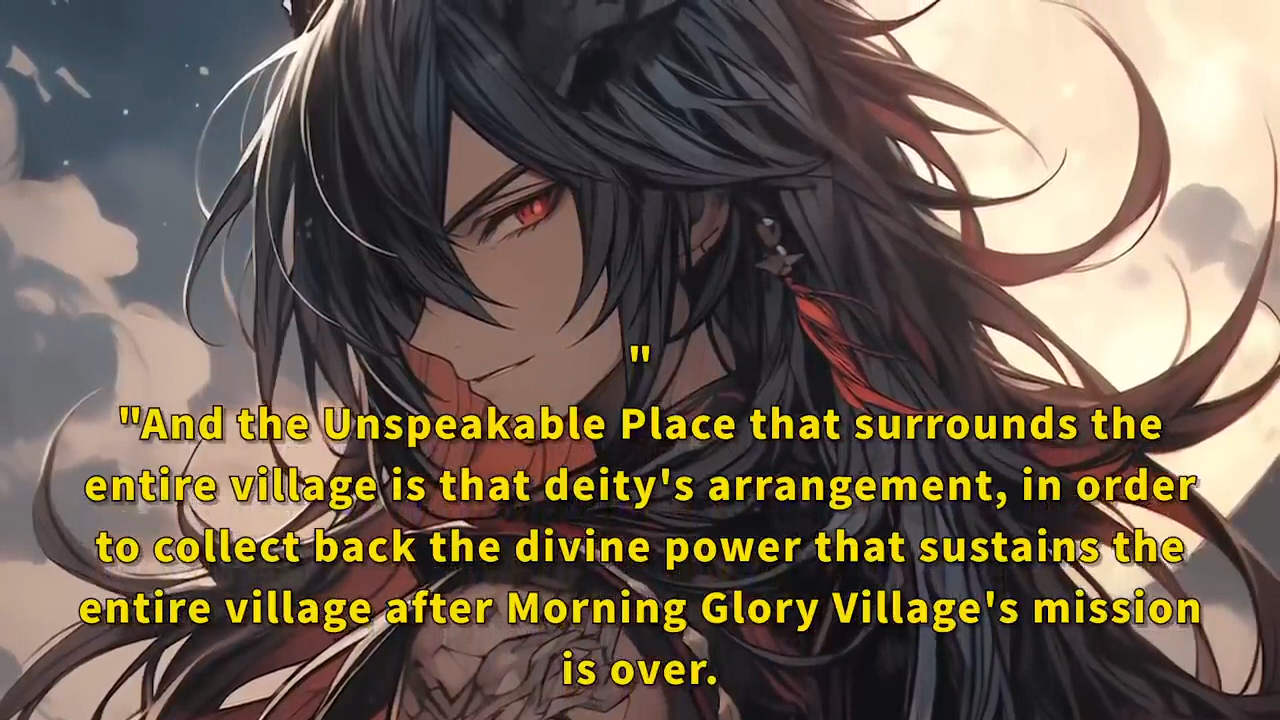 "
"And the Unspeakable Place that surrounds the
entire village is that deity's arrangement, in order
to collect back the divine power that sustains the
entire village after Morning Glory Village's mission
is over.